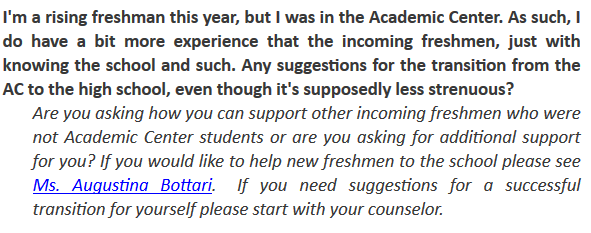 I'm a rising freshman this year, but I was in the Academic Center. As such, I
do have a bit more experience that the incoming freshmen, just with
knowing the school and such. Any suggestions for the transition from the
AC to the high school, even though it's supposedly less strenuous?
Are you asking how you can support other incoming freshmen who were
not Academic Center students or are you asking for additional support
for you? If you would like to help new freshmen to the school please see
Ms. Augustina Bottari. If you need suggestions for a successful
transition for yourself please start with your counselor.